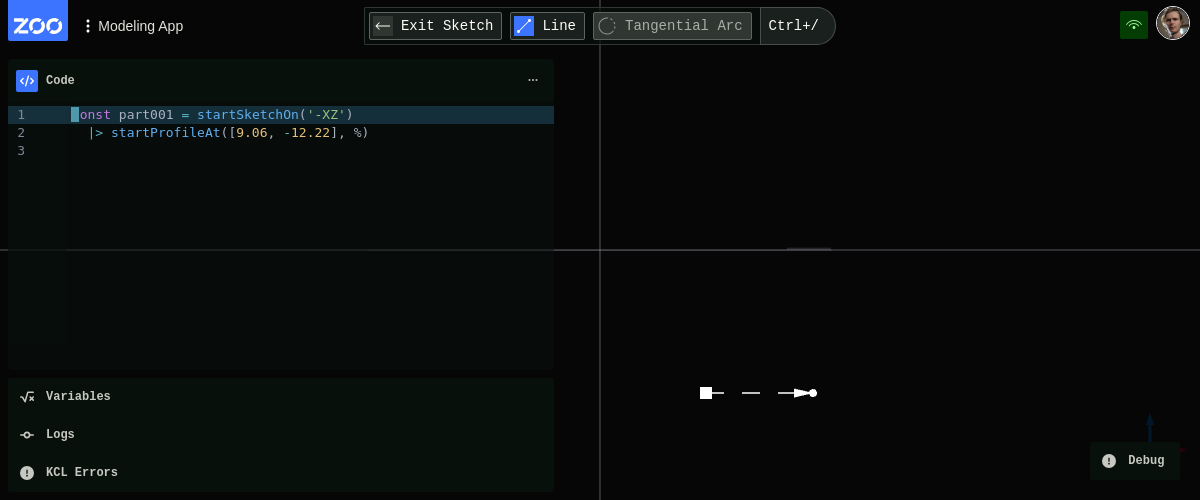 ZOO
Modeling App
Exit Sketch
Line
Tangential Arc
Ctrl+/
Code
1 onst part001 = startSketchOn('-XZ')
2 |> startProfileAt([9.06, -12.22], %)
3
Variables
Logs
KCL Errors
Debug